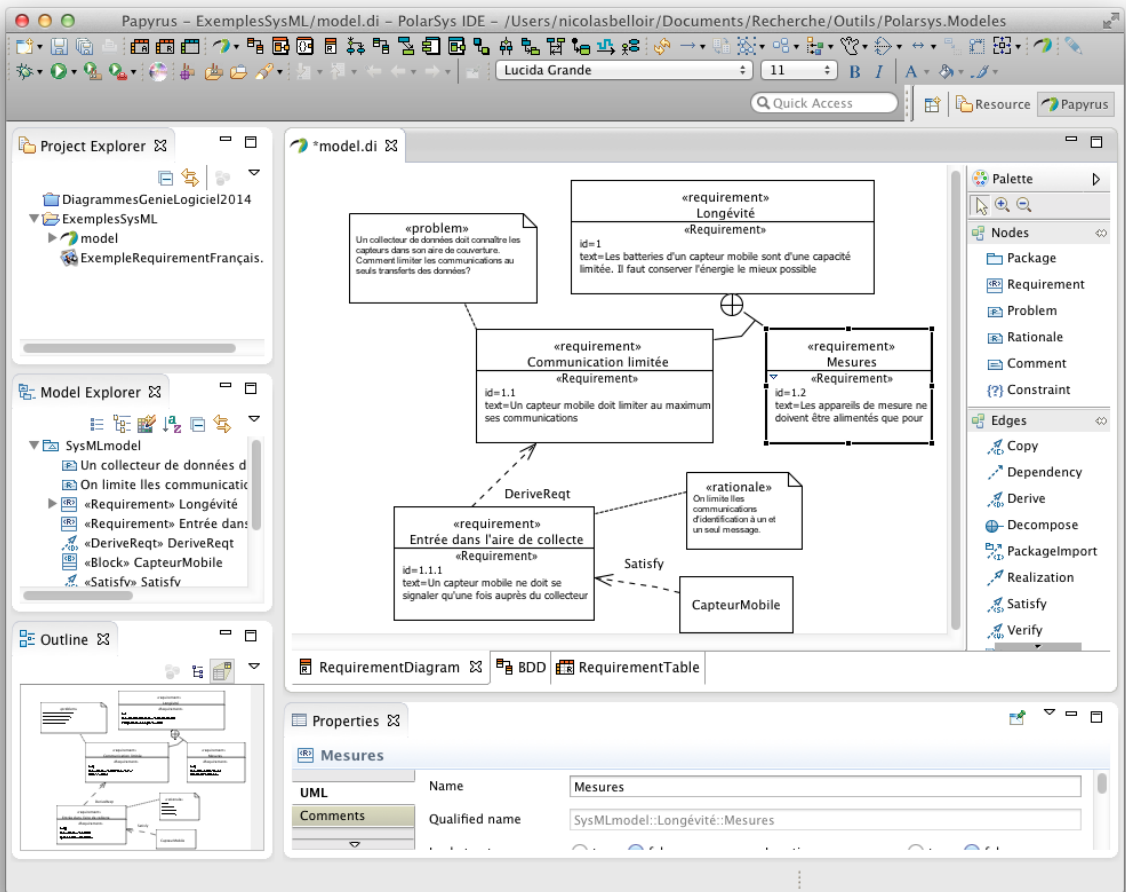 Papyrus – ExemplesSysML/model.di – PolarSys IDE – /Users/nicolasbelloir/Documents/Recherche/Outils/Polarsys.Modeles
Lucida Grande
11
B I A
Quick Access
Resource
Papyrus
Project Explorer
DiagrammesGenieLogiciel2014
ExemplesSysML
model
ExempleRequirementFrançais.
Model Explorer
SysMLmodel
Un collecteur de données d
On limite lles communicatio
«Requirement» Longévité
«Requirement» Entrée dans
«DeriveReqt» DeriveReqt
«Block» CapteurMobile
«Satisfy» Satisfy
Outline
*model.di
«problem»
Un collecteur de données doit connaître les
capteurs dans son aire de couverture.
Comment limiter les communications au
seuls transferts des données?
«requirement»
Longévité
«Requirement»
id=1
text=Les batteries d'un capteur mobile sont d'une capacité
limitée. Il faut conserver l'énergie le mieux possible
«requirement»
Communication limitée
«Requirement»
id=1.1
text=Un capteur mobile doit limiter au maximum
ses communications
«requirement»
Mesures
«Requirement»
id=1.2
text=Les appareils de mesure ne
doivent être alimentés que pour
DeriveReqt
«rationale»
On limite lles
communications
d'identification à un et
un seul message.
«requirement»
Entrée dans l'aire de collecte
«Requirement»
id=1.1.1
text=Un capteur mobile ne doit se
signaler qu'une fois auprès du collecteur
Satisfy
CapteurMobile
Palette
Nodes
Package
Requirement
Problem
Rationale
Comment
{?} Constraint
Edges
Copy
Dependency
Derive
Decompose
PackageImport
Realization
Satisfy
Verify
RequirementDiagram
BDD
RequirementTable
Properties
Mesures
UML
Comments
Name
Mesures
Qualified name
SysMLmodel::Longévité::Mesures